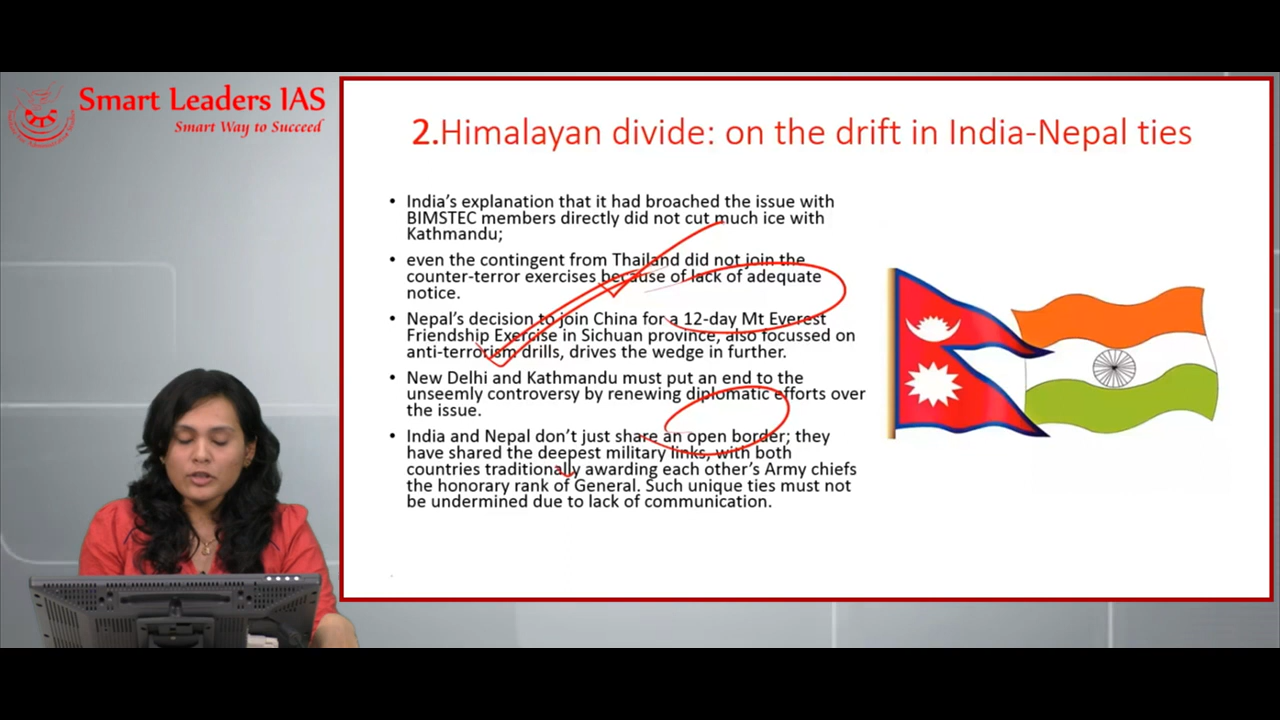 Smart Leaders IAS
Smart Way to Succeed
2.Himalayan divide: on the drift in India-Nepal ties
• India’s explanation that it had broached the issue with
BIMSTEC members directly did not cut much ice with
Kathmandu;
• even the contingent from Thailand did not join the
counter-terror exercises because of lack of adequate
notice.
• Nepal’s decision to join China for a 12-day Mt Everest
Friendship Exercise in Sichuan province, also focussed on
anti-terrorism drills, drives the wedge in further.
• New Delhi and Kathmandu must put an end to the
unseemly controversy by renewing diplomatic efforts over
the issue.
• India and Nepal don’t just share an open border; they
have shared the deepest military links, with both
countries traditionally awarding each other’s Army chiefs
the honorary rank of General. Such unique ties must not
be undermined due to lack of communication.